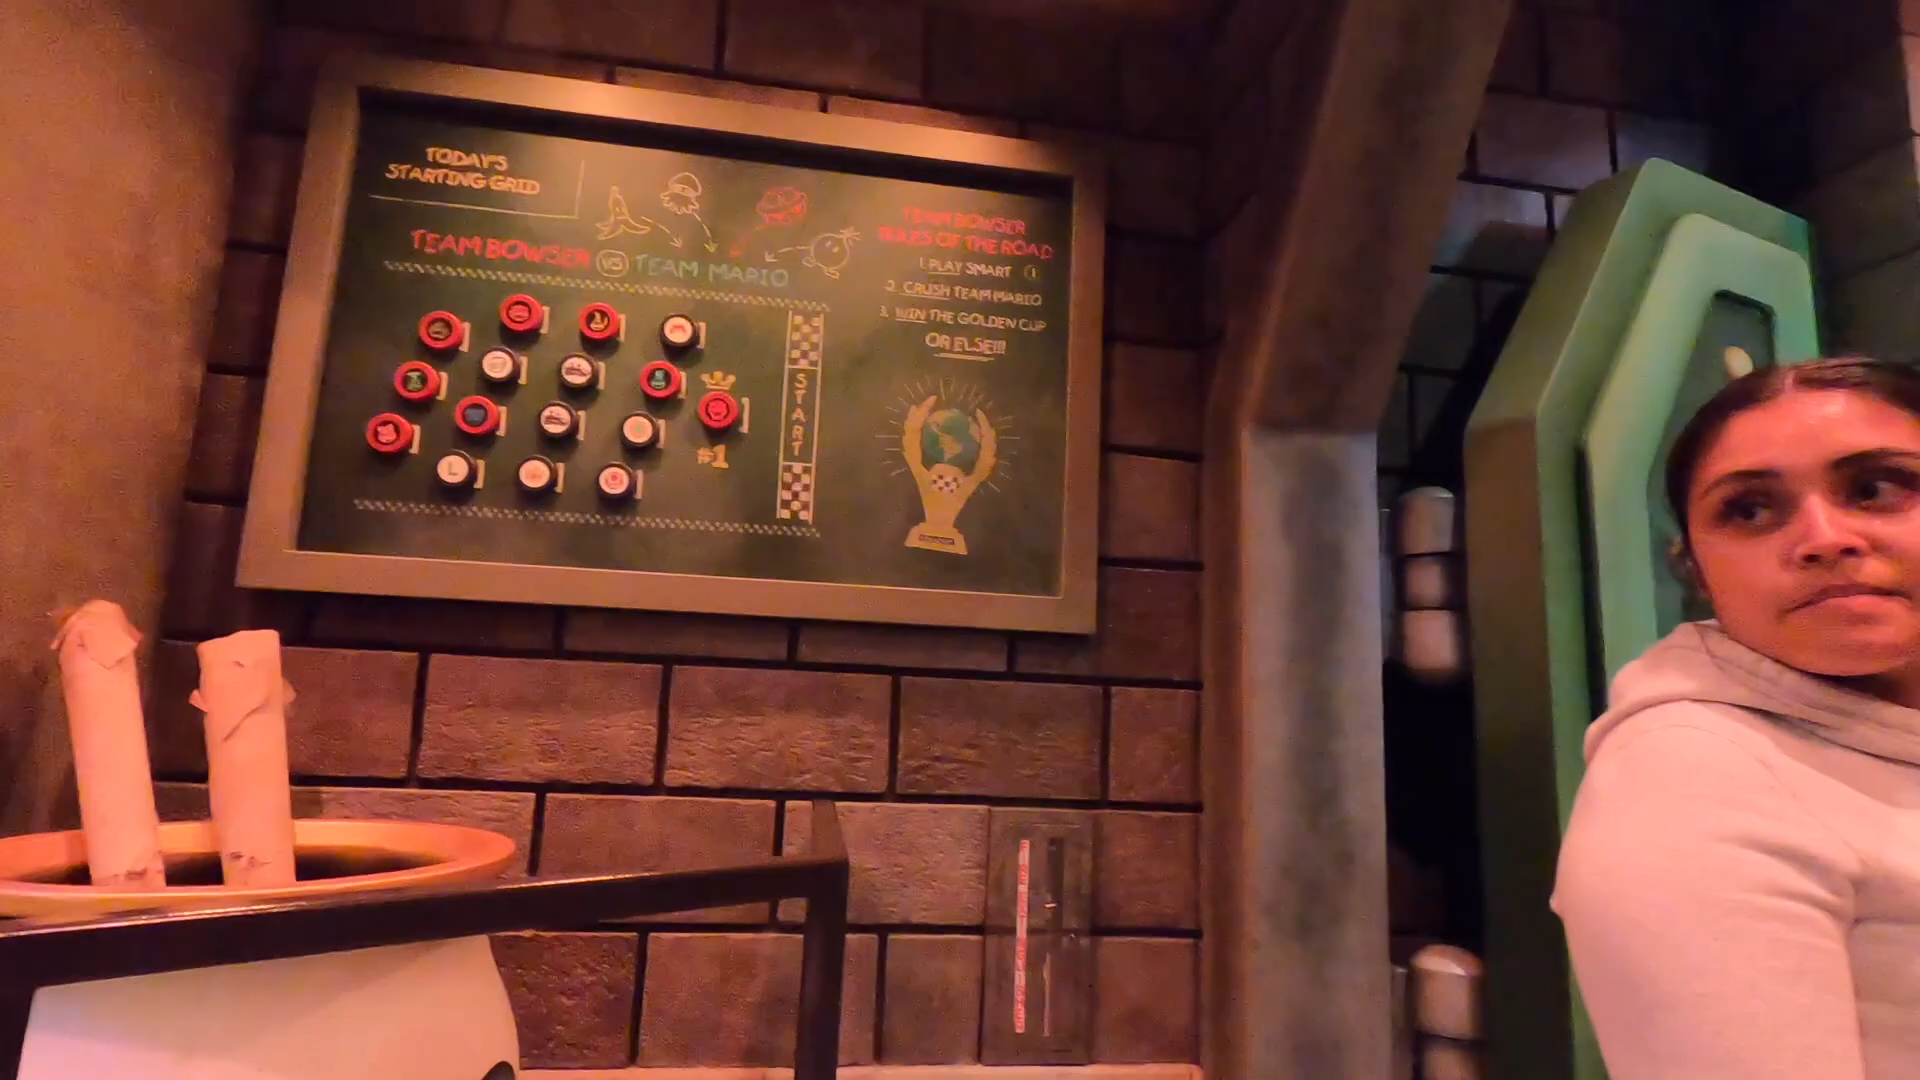 TODAY'S
STARTING GRID
TEAM BOWSER VS TEAM MARIO
TEAM BOWSER
RULES OF THE ROAD
1. PLAY SMART
2. CRUSH TEAM MARIO
3. WIN THE GOLDEN CUP
OR ELSE!!!
START
L
#1